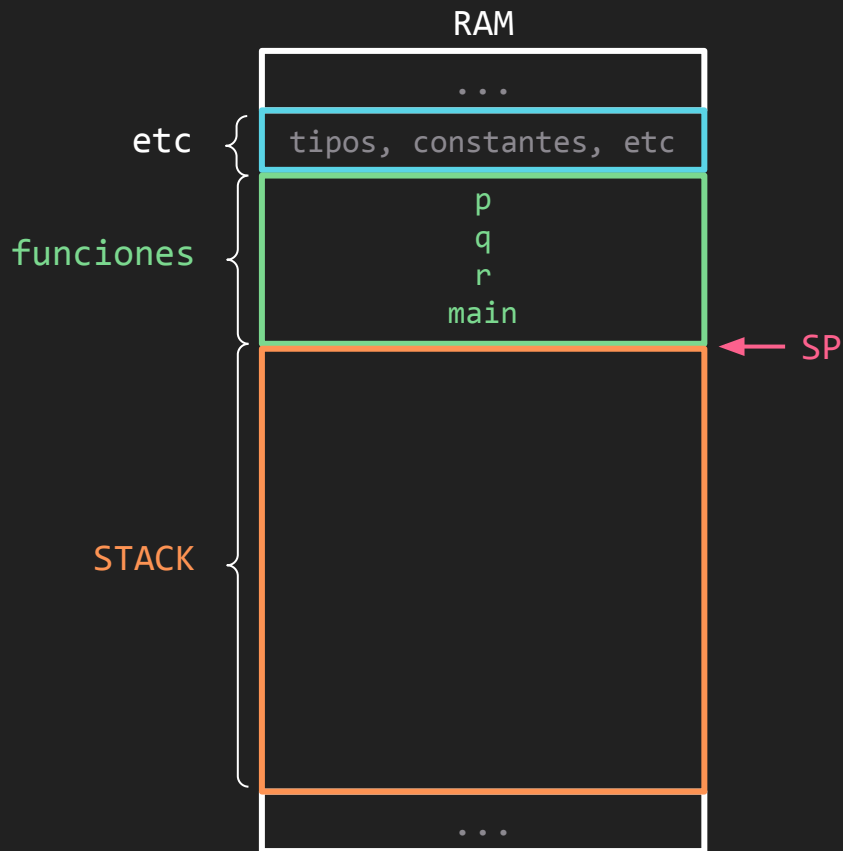 RAM
...
etc
tipos, constantes, etc
funciones
p
q
r
main
SP
STACK
...